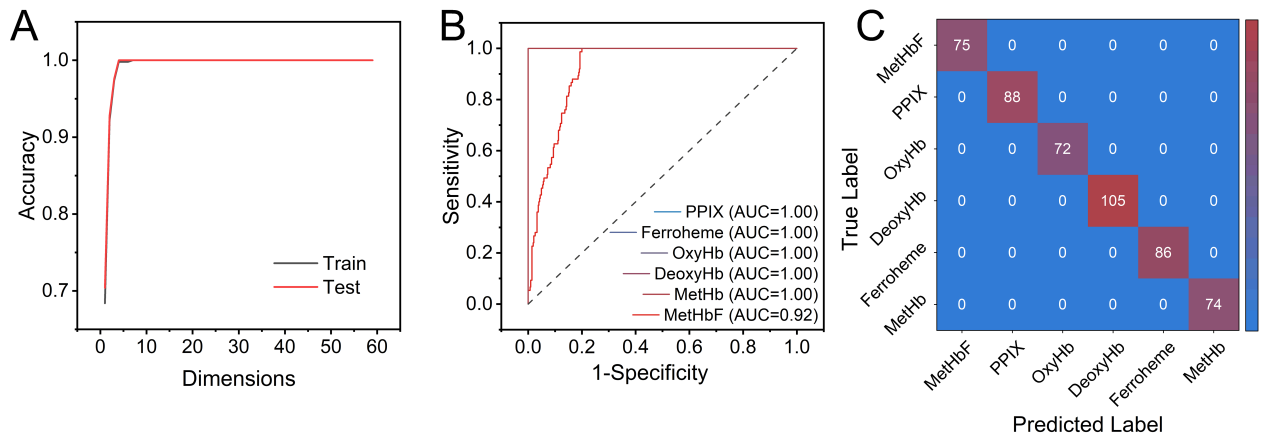 A
Accuracy
1.0
0.9
0.8
0.7
Train
Test
0 10 20 30 40 50 60
Dimensions
B
Sensitivity
1.0
0.8
0.6
0.4
0.2
0.0
PPIX (AUC=1.00)
Ferroheme (AUC=1.00)
OxyHb (AUC=1.00)
DeoxyHb (AUC=1.00)
MetHb (AUC=1.00)
MetHbF (AUC=0.92)
0.0 0.2 0.4 0.6 0.8 1.0
1-Specificity
C
True Label
MetHbF 75 0 0 0 0 0
PPIX 0 88 0 0 0 0
OxyHb 0 0 72 0 0 0
DeoxyHb 0 0 0 105 0 0
Ferroheme 0 0 0 0 86 0
MetHb 0 0 0 0 0 74
MetHbF PPIX OxyHb DeoxyHb Ferroheme MetHb
Predicted Label